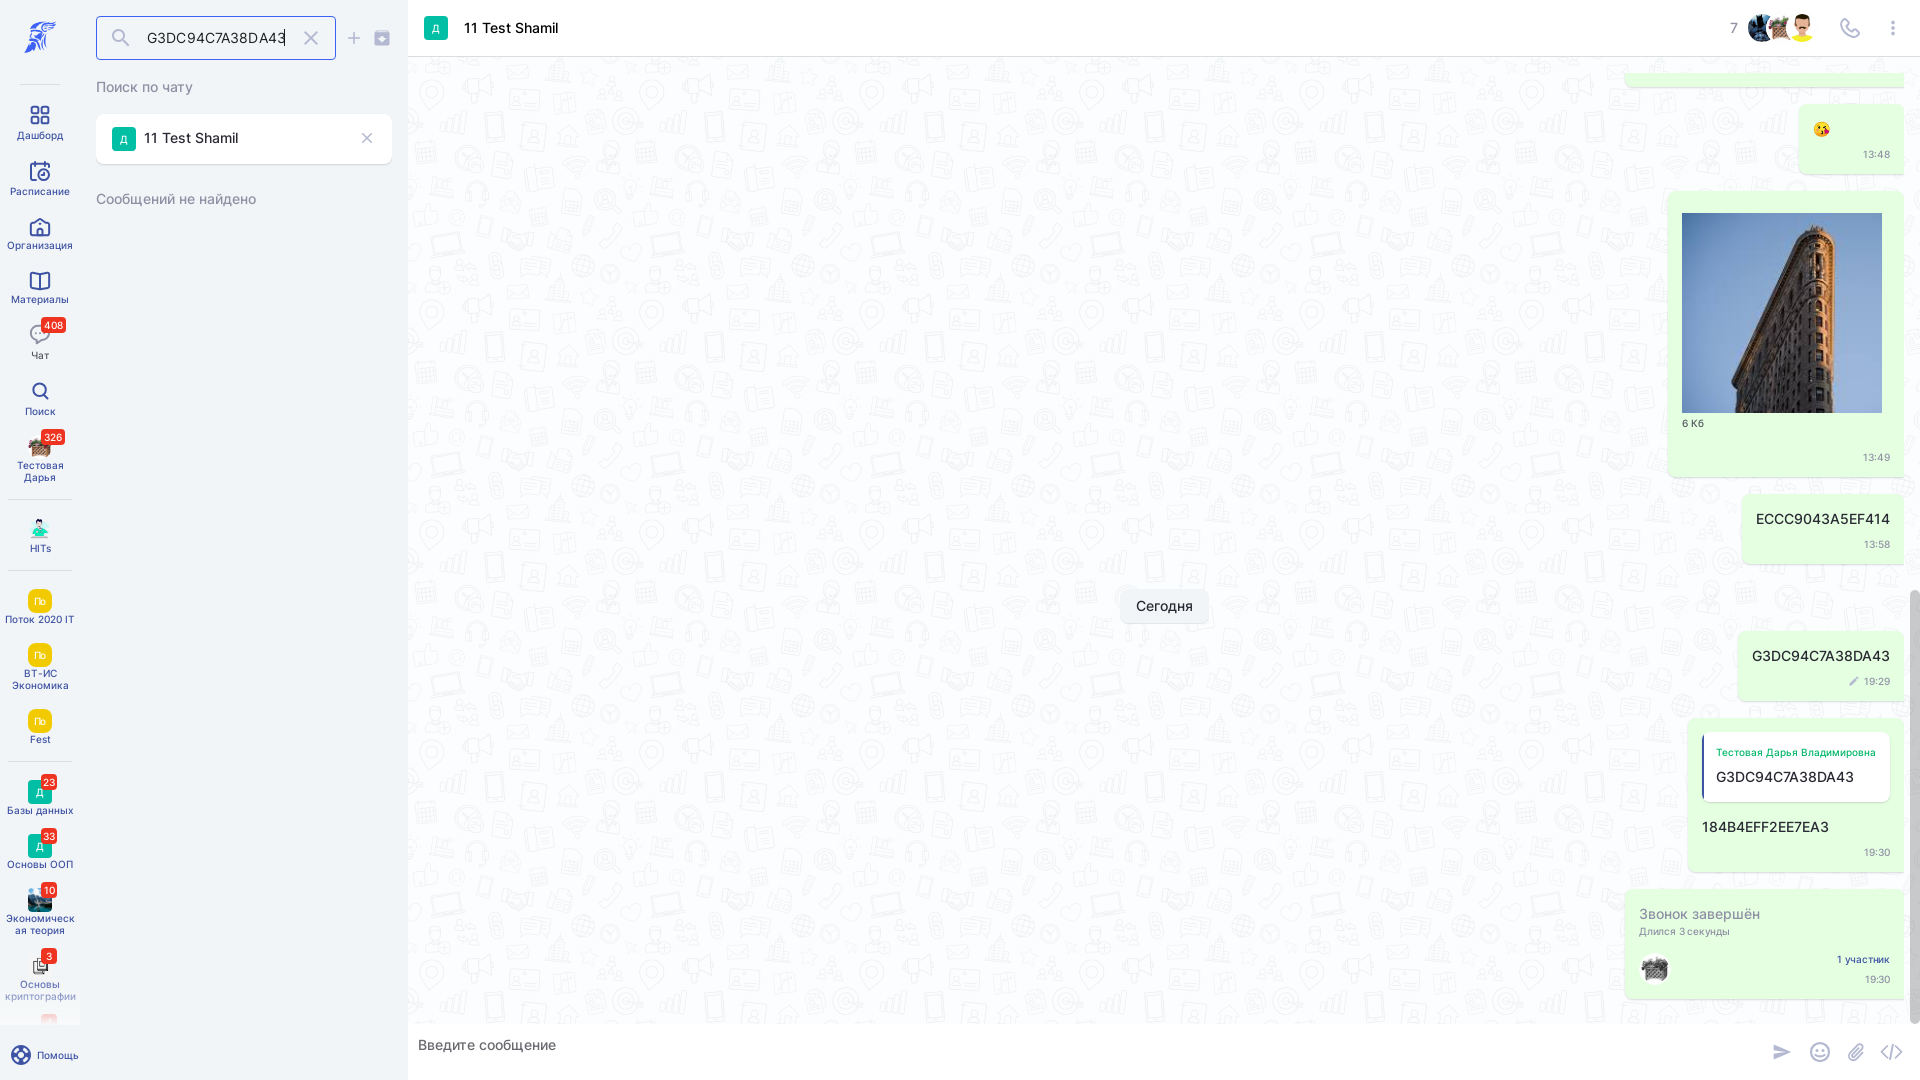 G3DC94C7A38DA43
Поиск по чату
Д
11 Test Shamil
Сообщений не найдено
Дашборд
Расписание
Организация
Материалы
408
Чат
Поиск
326
Тестовая
Дарья
HITs
По
Поток 2020 IT
По
ВТ-ИС
Экономика
По
Fest
23
Д
Базы данных
33
Д
Основы ООП
10
Экономическ
ая теория
3
Основы
криптографии
Помощь
Д
11 Test Shamil
7
13:48
6 Кб
13:49
ECCC9043A5EF414
13:58
Сегодня
G3DC94C7A38DA43
19:29
Тестовая Дарья Владимировна
G3DC94C7A38DA43
184B4EFF2EE7EA3
19:30
Звонок завершён
Длился 3 секунды
1 участник
19:30
Введите сообщение